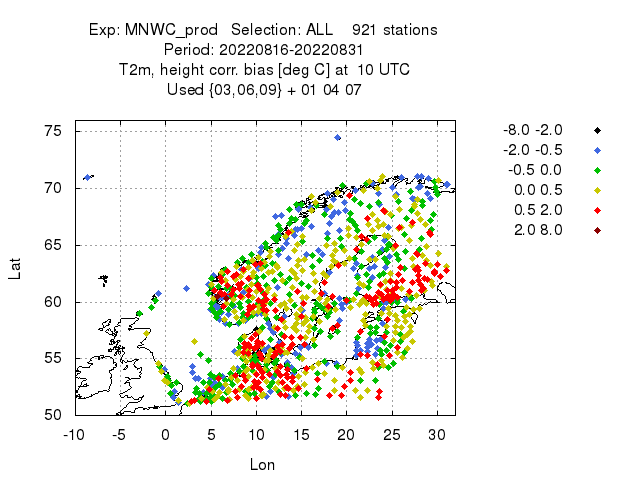 Exp: MNWC_prod   Selection: ALL    921 stations
Period: 20220816-20220831
T2m, height corr. bias [deg C] at  10 UTC
Used {03,06,09} + 01 04 07
75
70
65
60
55
50
Lat
-10 -5 0 5 10 15 20 25 30
Lon
-8.0 -2.0
-2.0 -0.5
-0.5 0.0
0.0 0.5
0.5 2.0
2.0 8.0